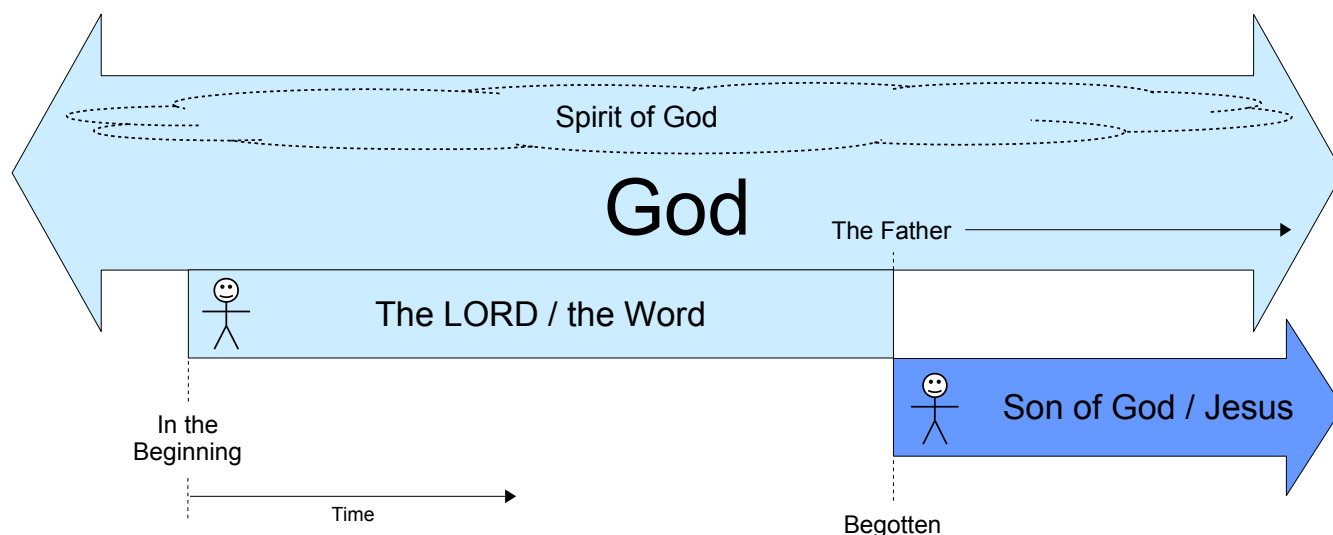 Spirit of God
God
The Father
The LORD / the Word
Son of God / Jesus
In the
Beginning
Time
Begotten